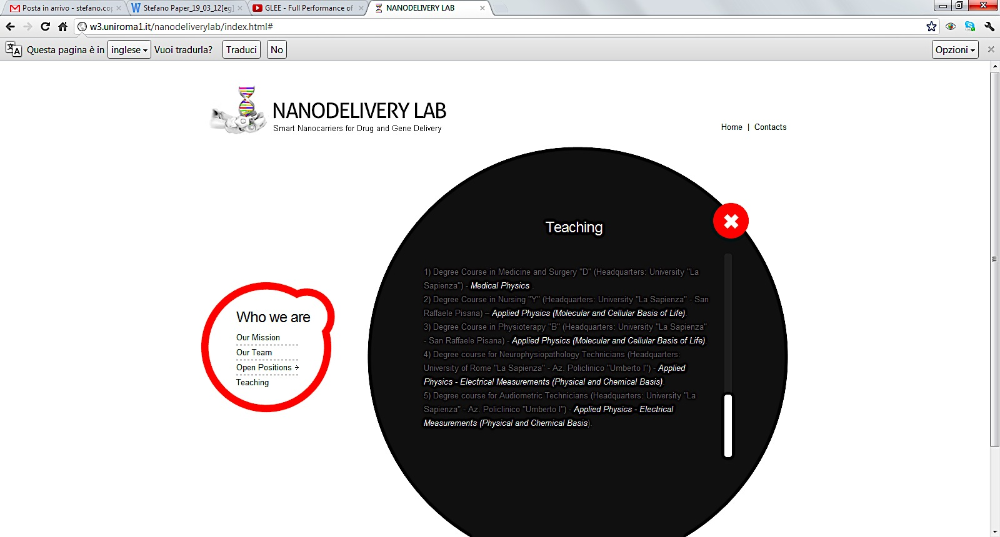 Posta in arrivo - stefano.cop
Stefano Paper_19_03_12[eg]
GLEE - Full Performance of
NANODELIVERY LAB
w3.uniroma1.it/nanodeliverylab/index.html#
Questa pagina è in inglese Vuoi tradurla? Traduci No Opzioni
NANODELIVERY LAB
Smart Nanocarriers for Drug and Gene Delivery
Home | Contacts
Teaching
1) Degree Course in Medicine and Surgery "D" (Headquarters: University "La
Sapienza") - Medical Physics .
2) Degree Course in Nursing "Y" (Headquarters: University "La Sapienza" - San
Raffaele Pisana) – Applied Physics (Molecular and Cellular Basis of Life).
3) Degree Course in Physioterapy "B" (Headquarters: University "La Sapienza"
- San Raffaele Pisana) - Applied Physics (Molecular and Cellular Basis of Life).
4) Degree course for Neurophysiopathology Technicians (Headquarters:
University of Rome "La Sapienza" - Az. Policlinico "Umberto I") - Applied
Physics - Electrical Measurements (Physical and Chemical Basis).
5) Degree course for Audiometric Technicians (Headquarters: University "La
Sapienza" - Az. Policlinico "Umberto I") - Applied Physics - Electrical
Measurements (Physical and Chemical Basis).
Who we are
Our Mission
Our Team
Open Positions →
Teaching